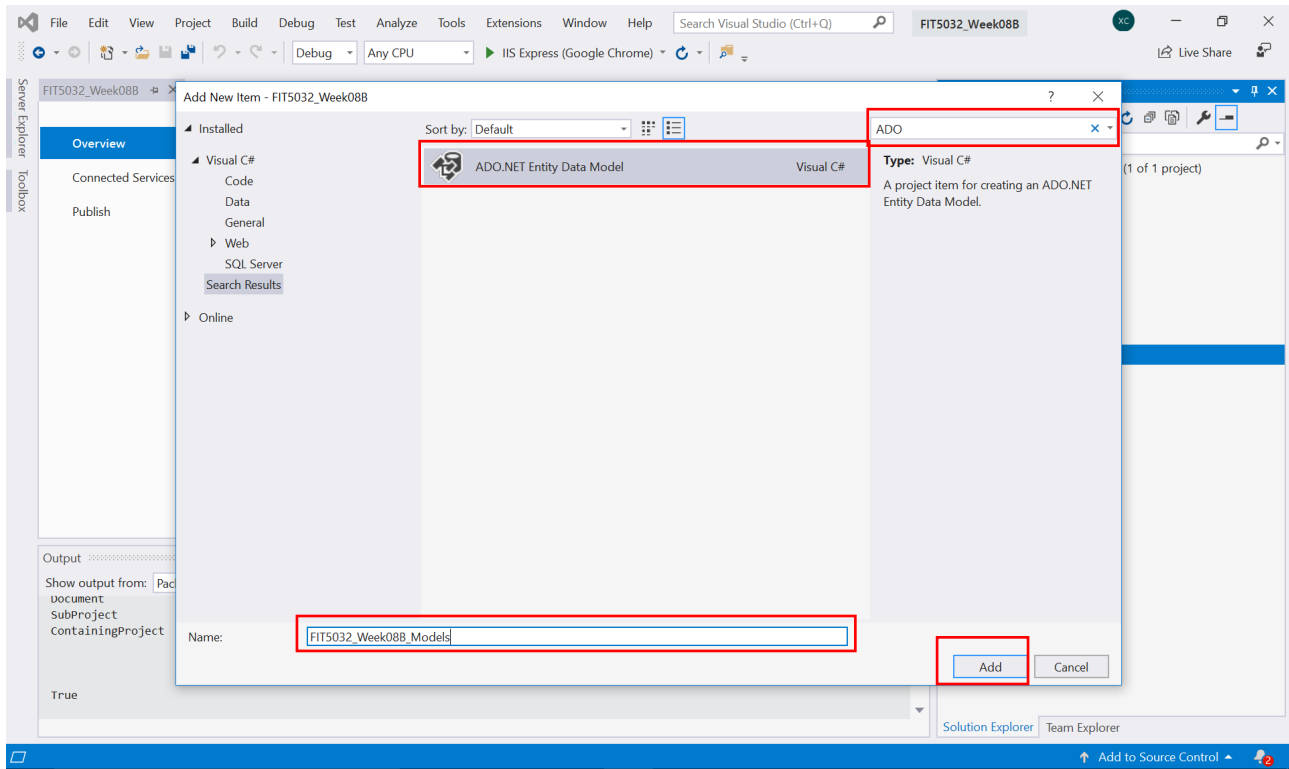 File Edit View Project Build Debug Test Analyze Tools Extensions Window Help Search Visual Studio (Ctrl+Q) FIT5032_Week08B XC
Debug Any CPU IIS Express (Google Chrome) Live Share
Server Explorer
Toolbox
FIT5032_Week08B
Overview
Connected Services
Publish
Add New Item - FIT5032_Week08B ?
Installed
Visual C#
Code
Data
General
Web
SQL Server
Search Results
Online
Sort by: Default
ADO.NET Entity Data Model Visual C#
ADO
Type: Visual C#
A project item for creating an ADO.NET
Entity Data Model.
(1 of 1 project)
Name: FIT5032_Week08B_Models
Add Cancel
Output
Show output from: Pac
Document
SubProject
ContainingProject
True
Solution Explorer Team Explorer
Add to Source Control 2